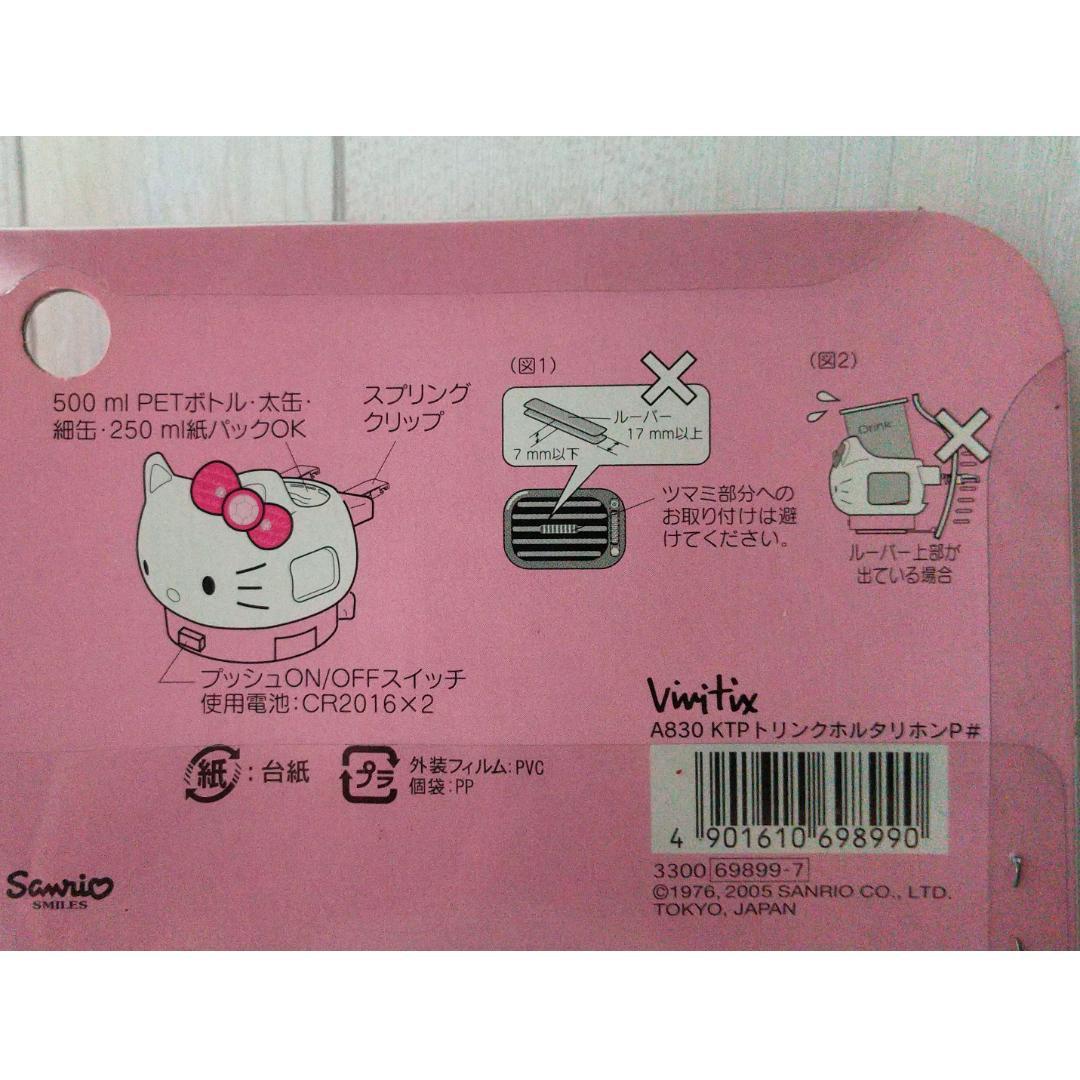 500 ml PETボトル・太缶・
細缶・250 ml紙パックOK
スプリング
クリップ
プッシュON/OFFスイッチ
使用電池：CR2016×2
（図1）
ルーバー
17 mm以上
7 mm以下
ツマミ部分への
お取り付けは避
けてください。
（図2）
Drink
ルーバー上部が
出ている場合
紙：台紙
プラ
外装フィルム：PVC
個袋：PP
Vivitix
A830 KTPトリンクホルタリホンP#
4 901610 698990
3300 69899-7
©1976, 2005 SANRIO CO., LTD.
TOKYO, JAPAN
Sanrio
SMILES